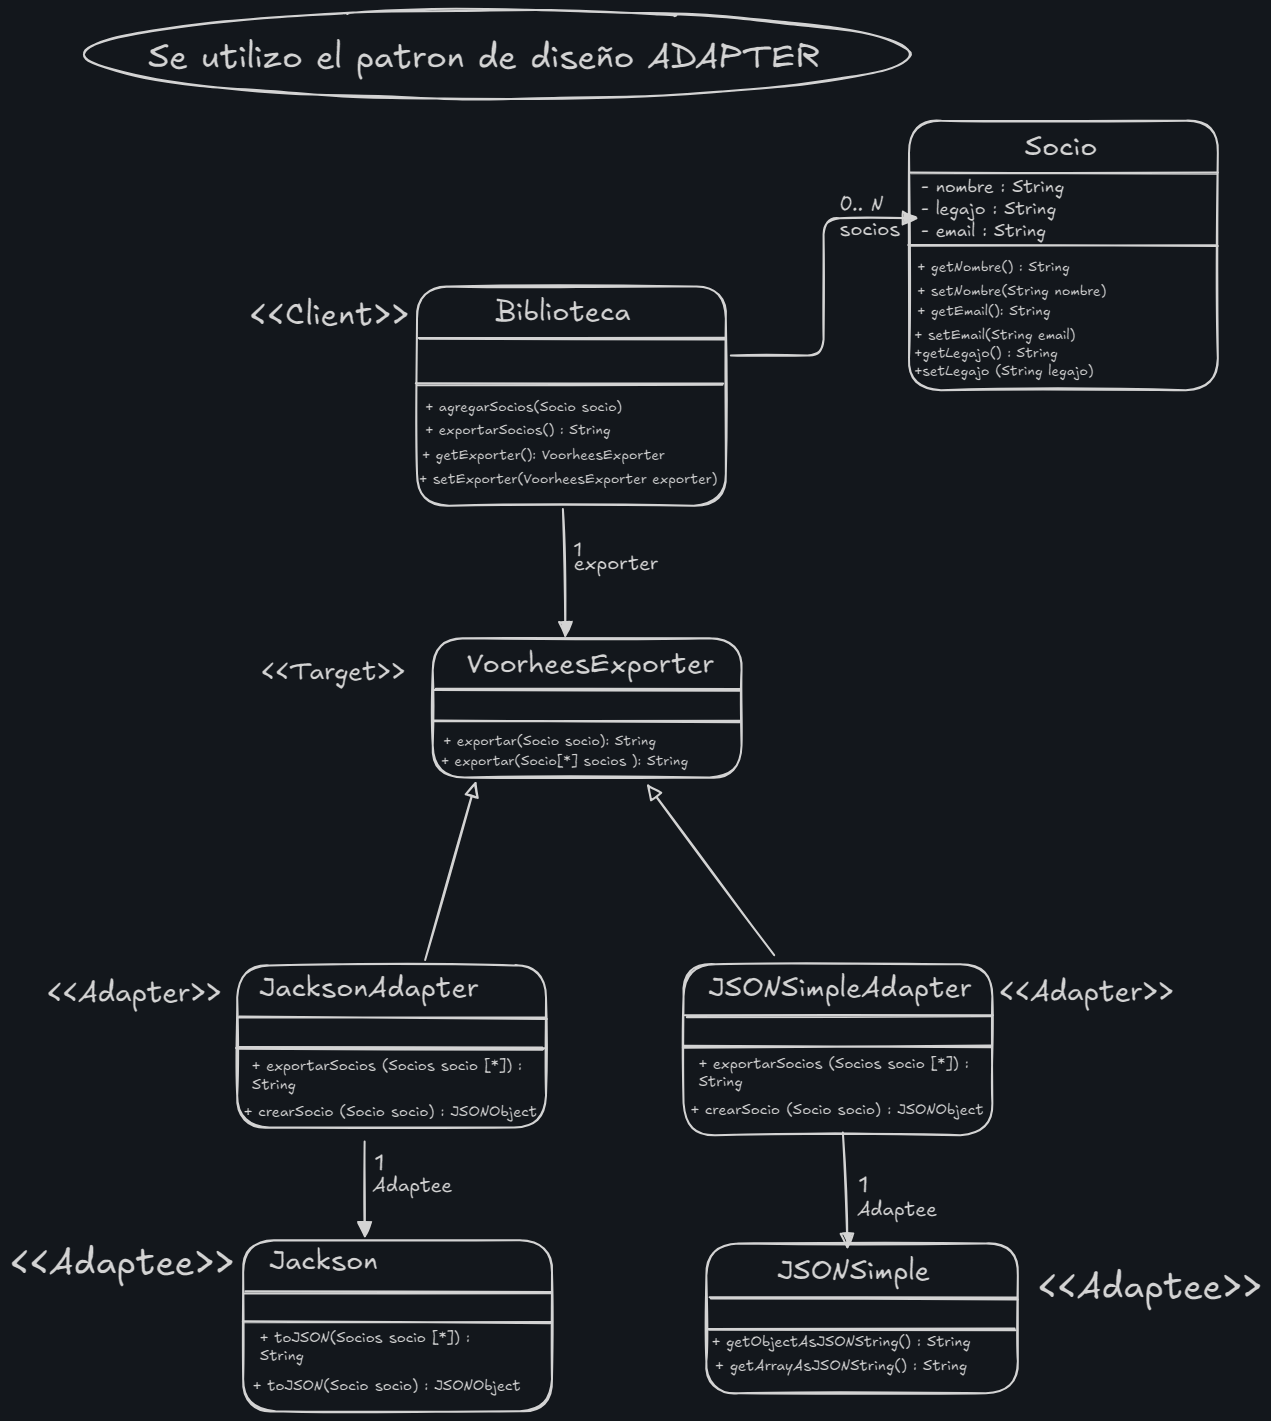 Se utilizo el patron de diseño ADAPTER
Socio
- nombre : String
- legajo : String
- email : String
+ getNombre() : String
+ setNombre(String nombre)
+ getEmail(): String
+ setEmail(String email)
+getLegajo() : String
+setLegajo (String legajo)
0.. N
socios
<<Client>>
Biblioteca
+ agregarSocios(Socio socio)
+ exportarSocios() : String
+ getExporter(): VoorheesExporter
+ setExporter(VoorheesExporter exporter)
1
exporter
<<Target>>
VoorheesExporter
+ exportar(Socio socio): String
+ exportar(Socio[*] socios ): String
<<Adapter>>
JacksonAdapter
+ exportarSocios (Socios socio [*]) :
String
+ crearSocio (Socio socio) : JSONObject
JSONSimpleAdapter
<<Adapter>>
+ exportarSocios (Socios socio [*]) :
String
+ crearSocio (Socio socio) : JSONObject
1
Adaptee
1
Adaptee
<<Adaptee>>
Jackson
+ toJSON(Socios socio [*]) :
String
+ toJSON(Socio socio) : JSONObject
JSONSimple
<<Adaptee>>
+ getObjectAsJSONString() : String
+ getArrayAsJSONString() : String